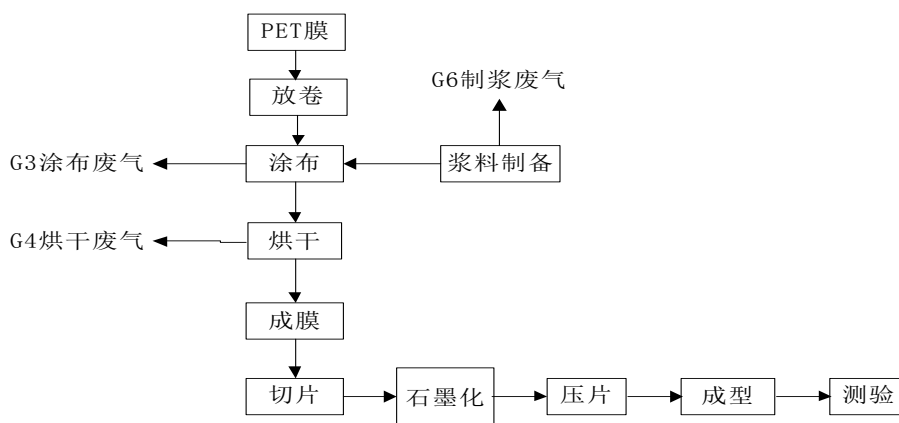 PET膜
放卷
G6制浆废气
G3涂布废气
涂布
浆料制备
G4烘干废气
烘干
成膜
切片
石墨化
压片
成型
测验